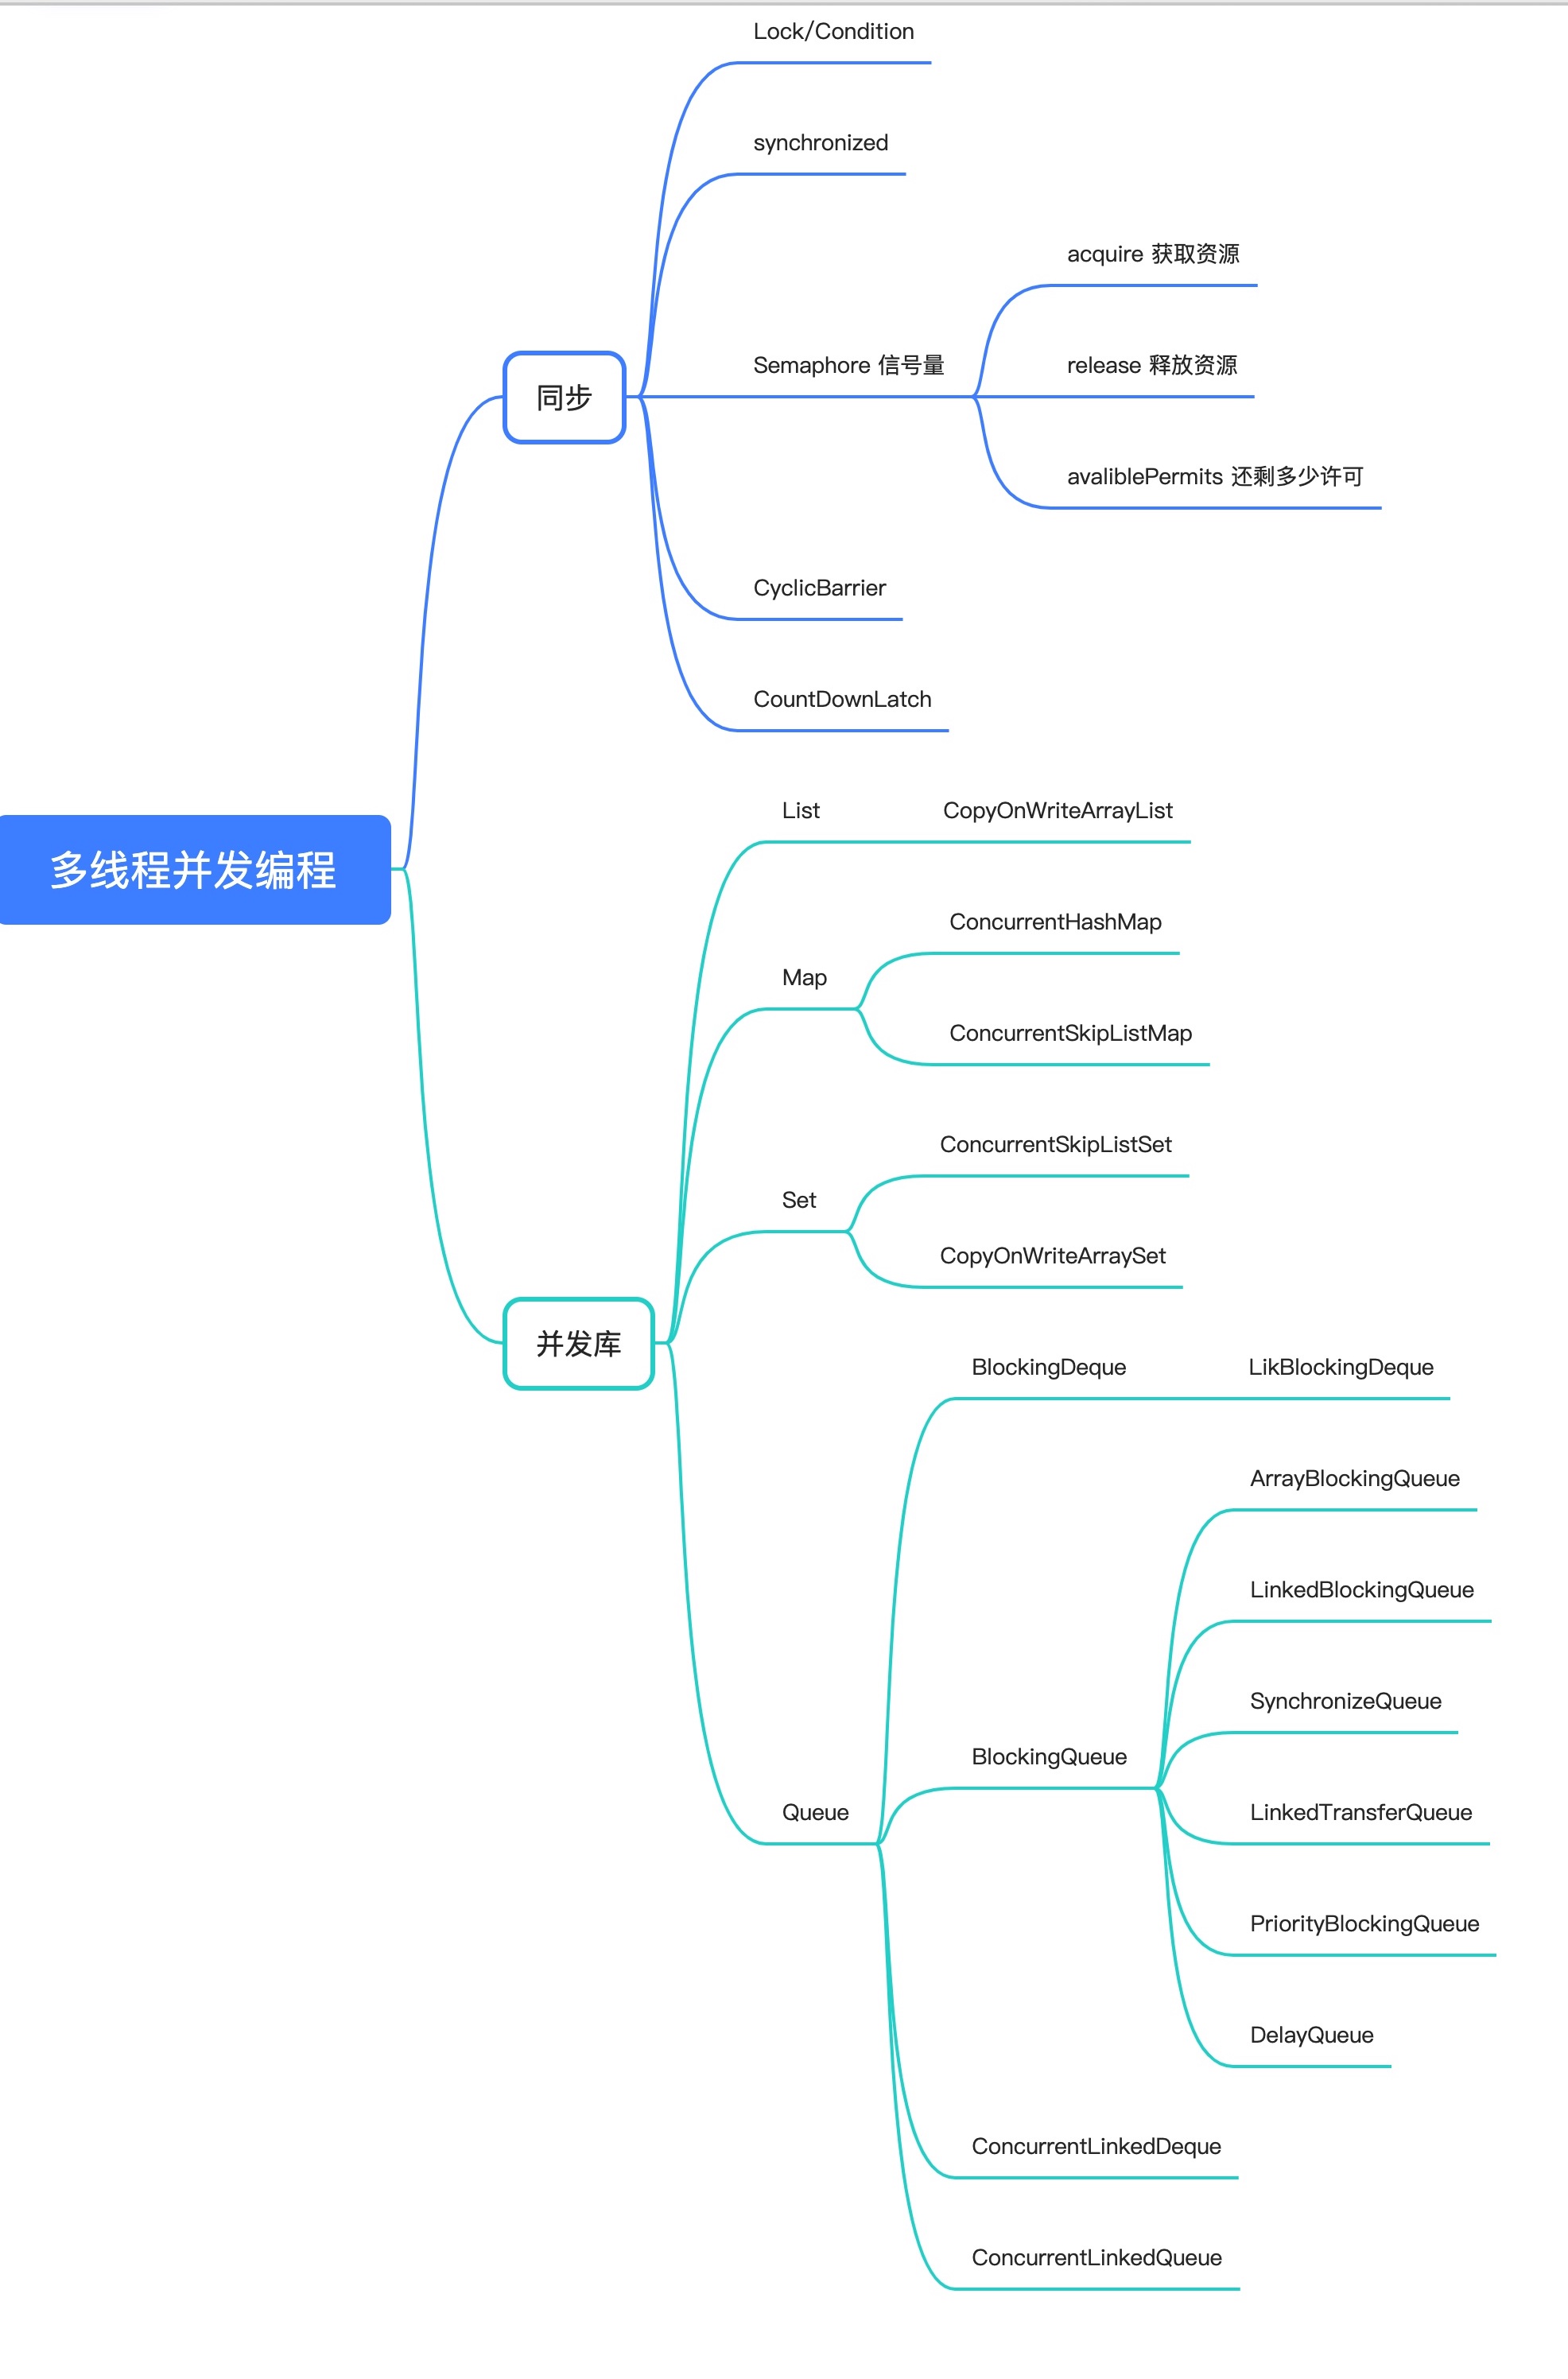 Lock/Condition
synchronized
acquire 获取资源
Semaphore 信号量
release 释放资源
同步
avaliblePermits 还剩多少许可
CyclicBarrier
CountDownLatch
List
CopyOnWriteArrayList
多线程并发编程
ConcurrentHashMap
Map
ConcurrentSkipListMap
ConcurrentSkipListSet
Set
CopyOnWriteArraySet
并发库
BlockingDeque
LikBlockingDeque
ArrayBlockingQueue
LinkedBlockingQueue
SynchronizeQueue
BlockingQueue
Queue
LinkedTransferQueue
PriorityBlockingQueue
DelayQueue
ConcurrentLinkedDeque
ConcurrentLinkedQueue